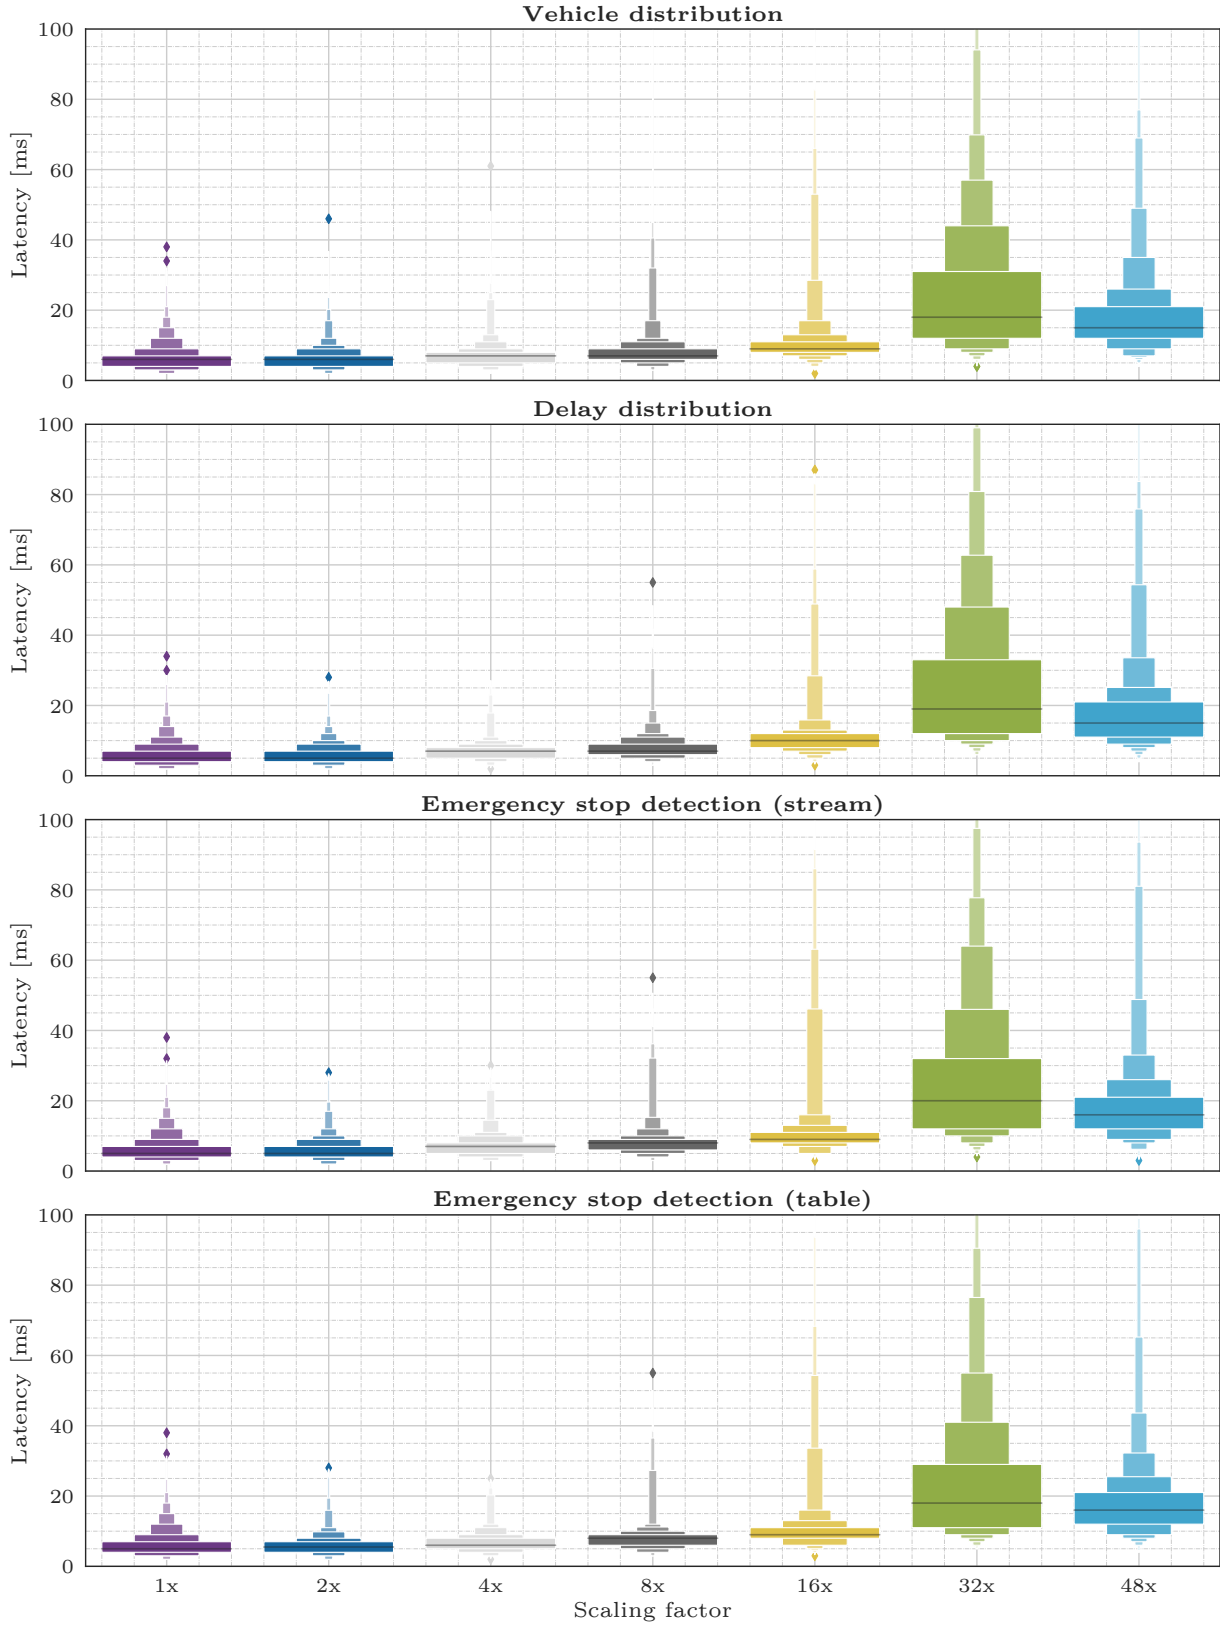 Vehicle distribution
100
80
60
40
20
0
Latency [ms]
Delay distribution
100
80
60
40
20
0
Latency [ms]
Emergency stop detection (stream)
100
80
60
40
20
0
Latency [ms]
Emergency stop detection (table)
100
80
60
40
20
0
Latency [ms]
1x 2x 4x 8x 16x 32x 48x
Scaling factor